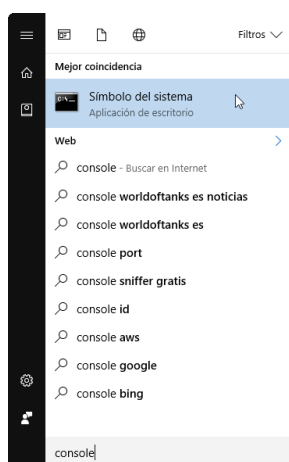 Filtros
Mejor coincidencia
Símbolo del sistema
Aplicación de escritorio
Web
console - Buscar en Internet
console worldoftanks es noticias
console worldoftanks es
console port
console sniffer gratis
console id
console aws
console google
console bing
console